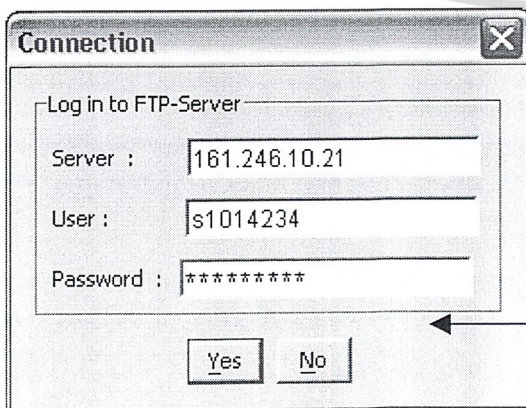 Connection
Log in to FTP-Server
Server : 161.246.10.21
User : s1014234
Password : *********
Yes No